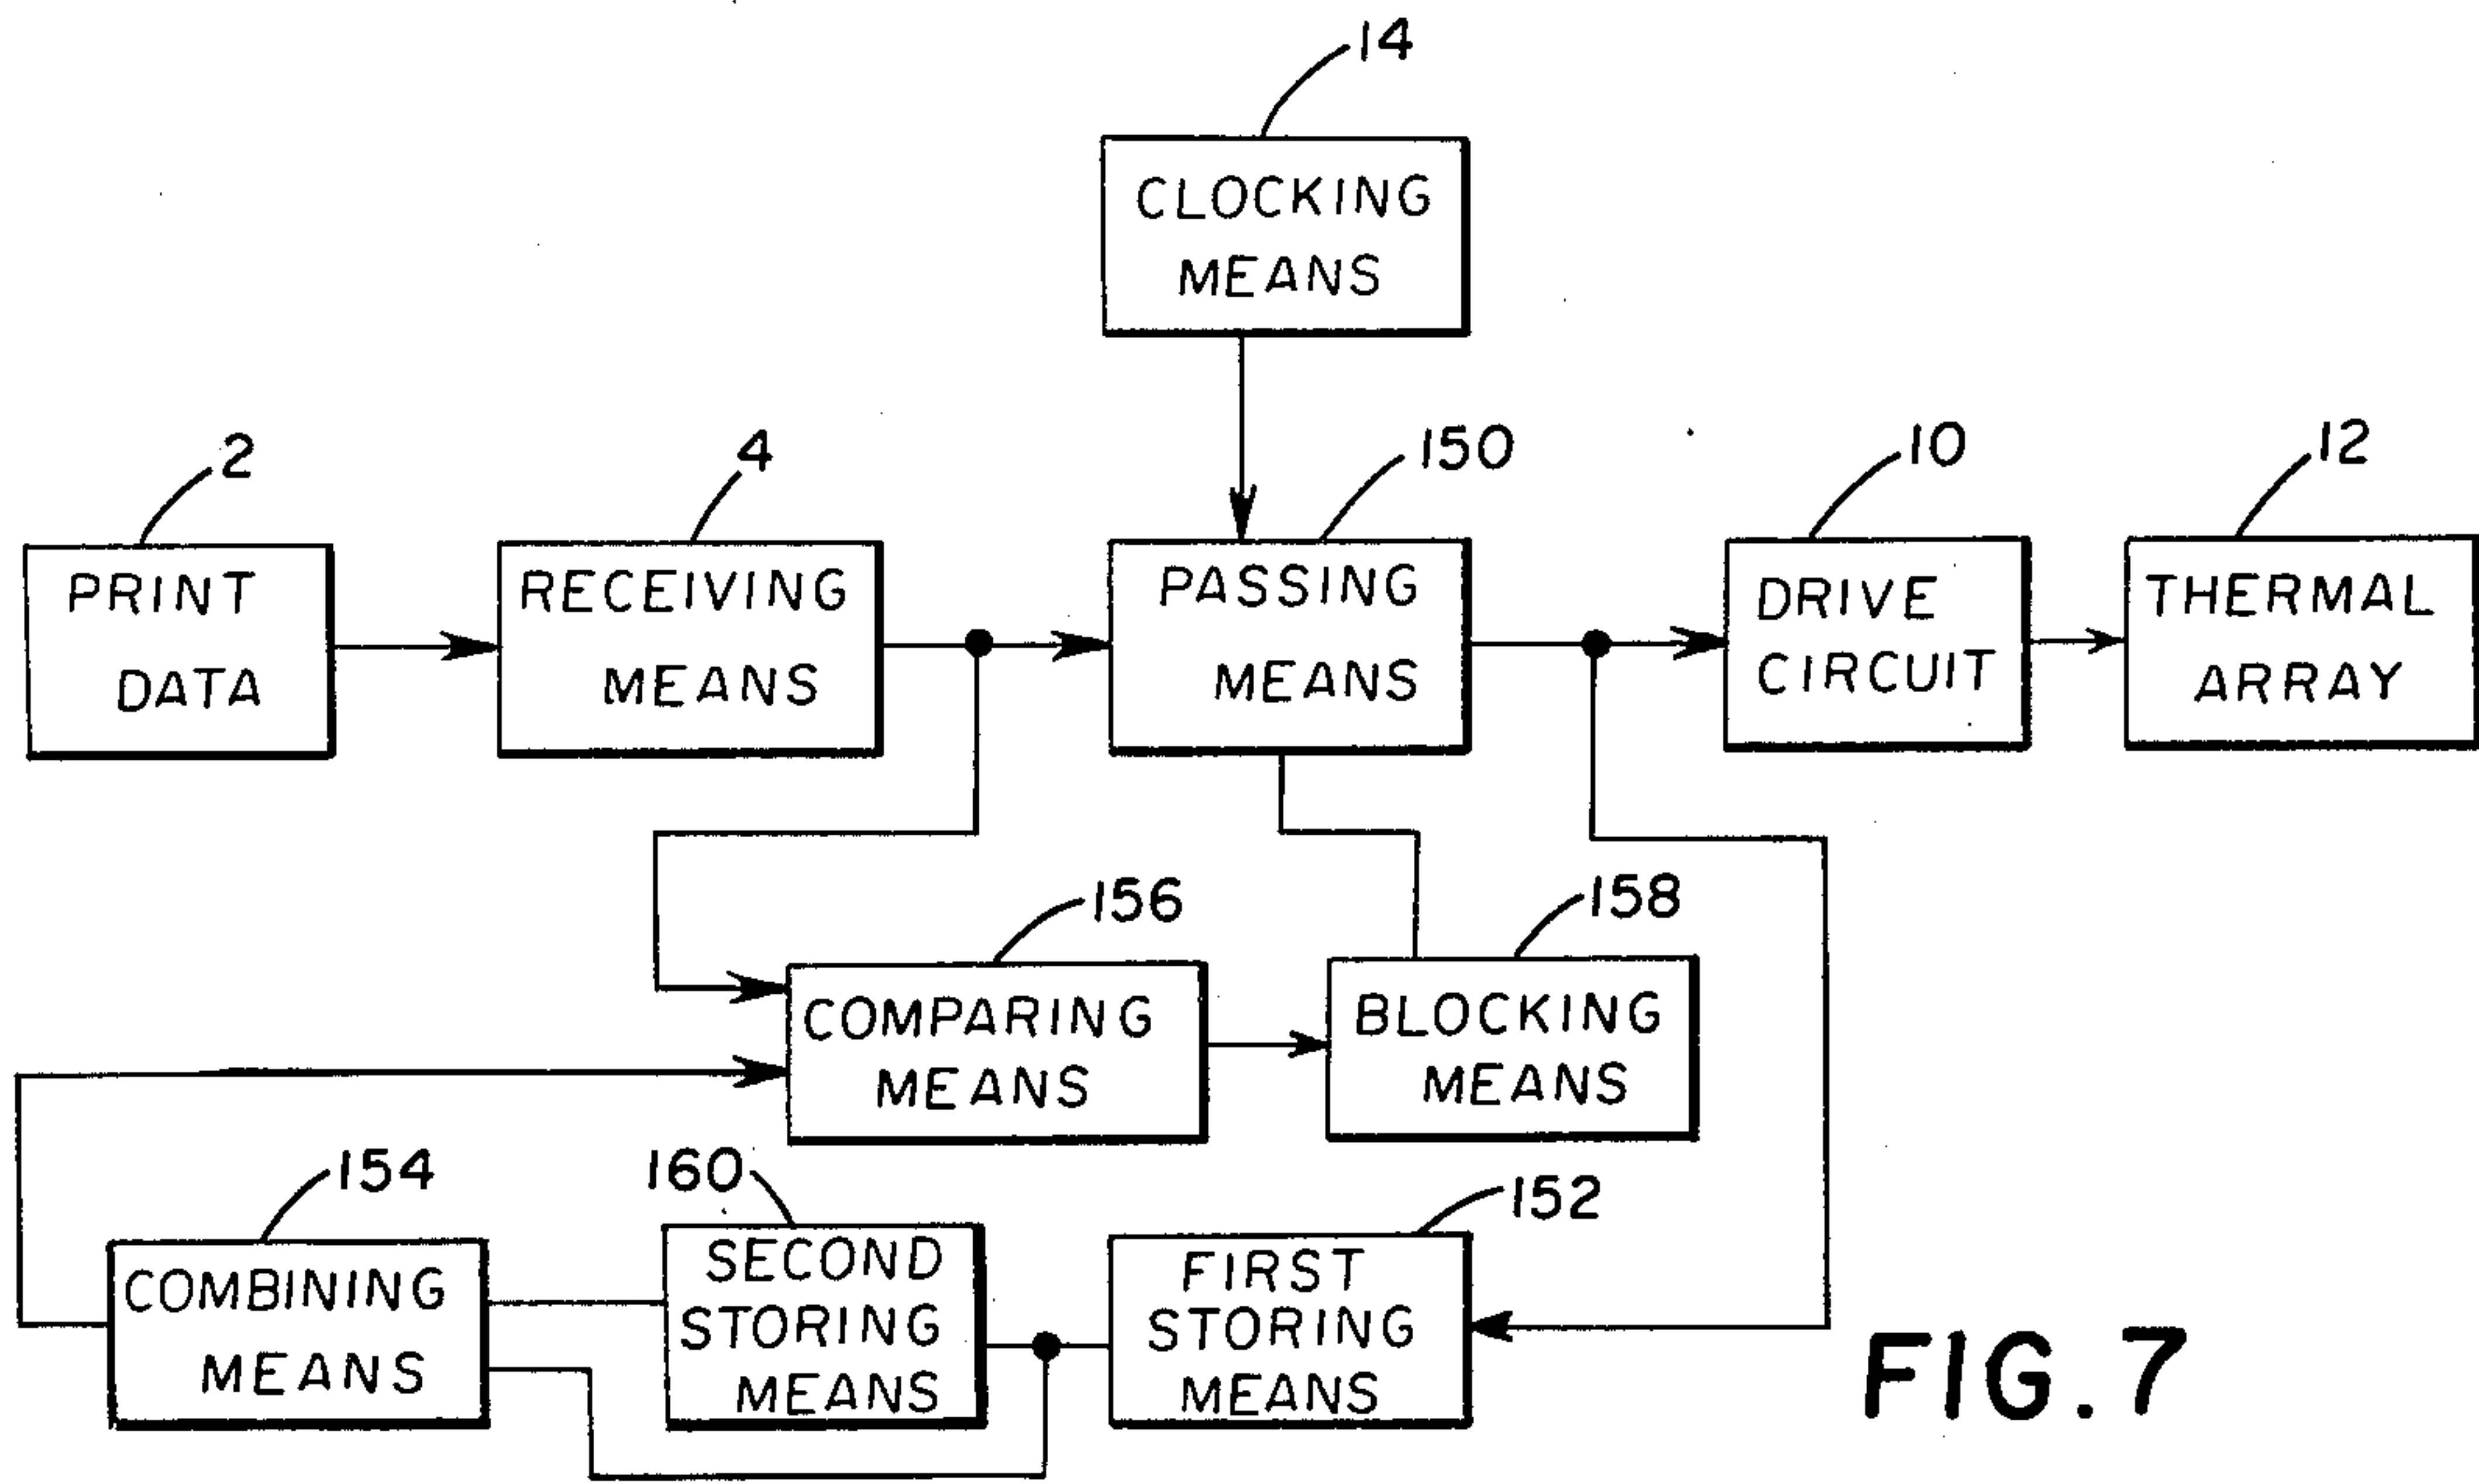 14
CLOCKING
MEANS
2
4
150
10
12
PRINT
DATA
RECEIVING
MEANS
PASSING
MEANS
DRIVE
CIRCUIT
THERMAL
ARRAY
156
158
COMPARING
MEANS
BLOCKING
MEANS
154
160
152
COMBINING
MEANS
SECOND
STORING
MEANS
FIRST
STORING
MEANS
FIG. 7